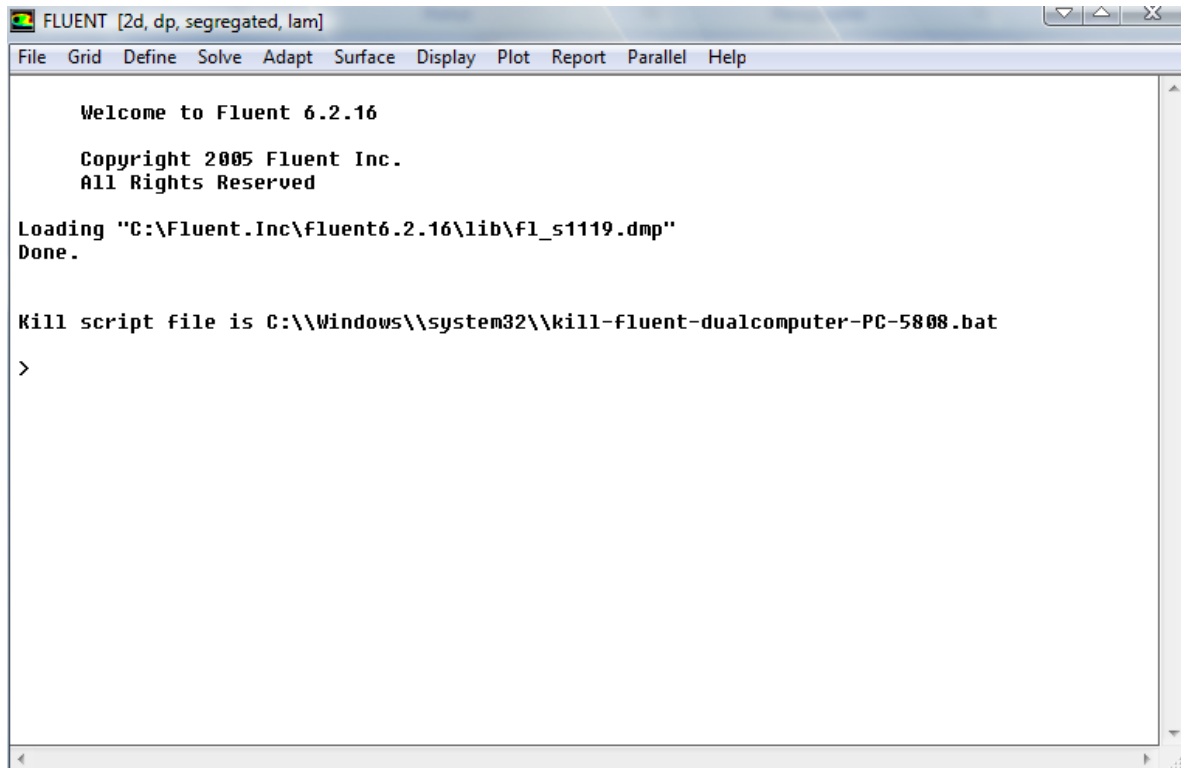 FLUENT [2d, dp, segregated, lam]
File Grid Define Solve Adapt Surface Display Plot Report Parallel Help
Welcome to Fluent 6.2.16
Copyright 2005 Fluent Inc.
All Rights Reserved
Loading "C:\Fluent.Inc\fluent6.2.16\lib\fl_s1119.dmp"
Done.
Kill script file is C:\\Windows\\system32\\kill-fluent-dualcomputer-PC-5808.bat
>